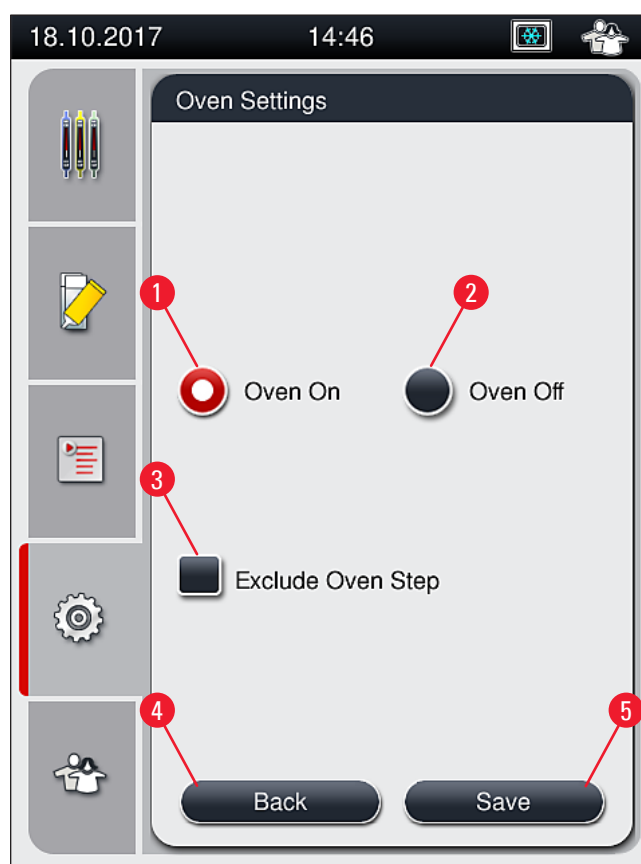 18.10.2017 14:46
Oven Settings
1 2
Oven On Oven Off
3
Exclude Oven Step
4 5
Back Save